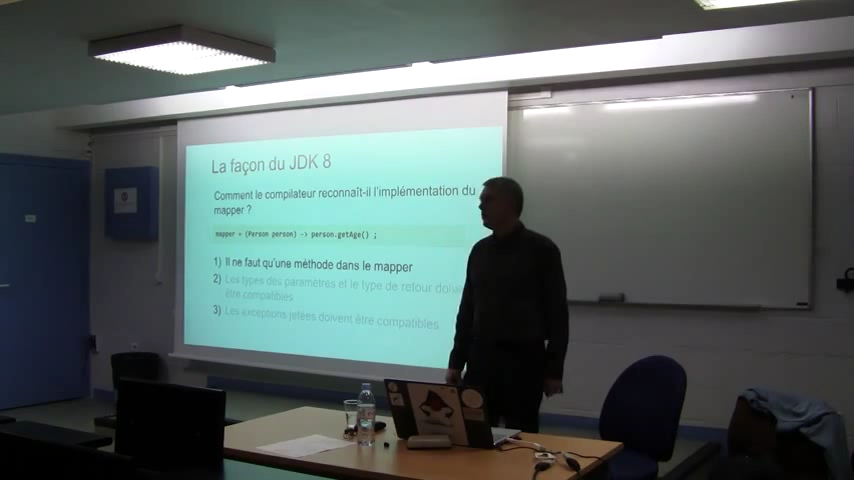 La façon du JDK 8
Comment le compilateur reconnaît-il l'implémentation du
mapper ?
mapper = (Person person) -> person.getAge() ;
1) Il ne faut qu'une méthode dans le mapper
2) Les types des paramètres et le type de retour doiv
être compatibles
3) Les exceptions jetées doivent être compatibles